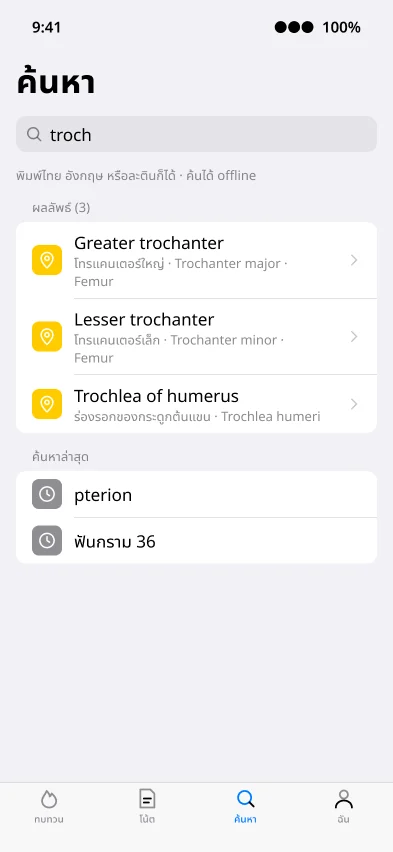 9:41
100%
ค้นหา
troch
พิมพ์ไทย อังกฤษ หรือละตินก็ได้ · ค้นได้ offline
ผลลัพธ์ (3)
Greater trochanter
โทรแคนเตอร์ใหญ่ · Trochanter major ·
Femur
Lesser trochanter
โทรแคนเตอร์เล็ก · Trochanter minor ·
Femur
Trochlea of humerus
ร่องรอกของกระดูกต้นแขน · Trochlea humeri
ค้นหาล่าสุด
pterion
ฟันกราม 36
ทบทวน
โน้ต
ค้นหา
ฉัน